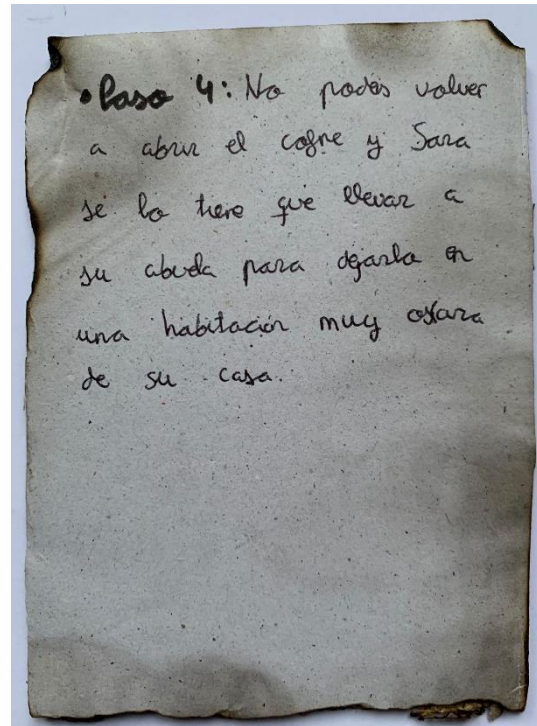 • Paso 4: No podés volver
a abrir el cofre y Sara
se lo tiene que llevar a
su abuela para dejarlo en
una habitación muy oscura
de su casa.